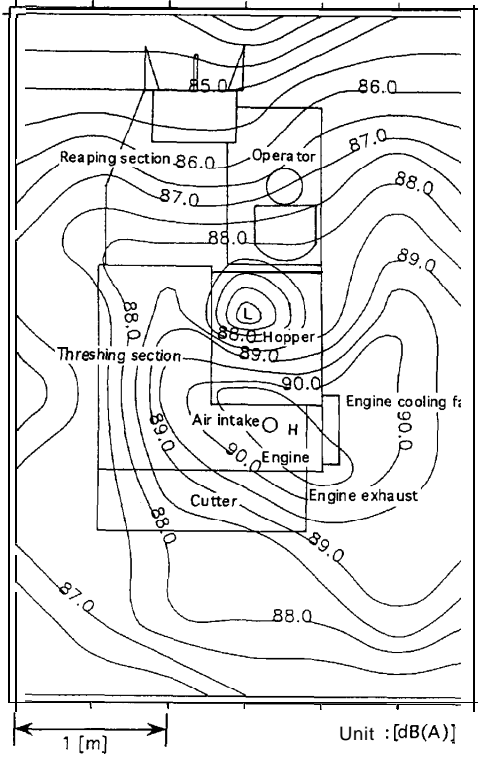 85.0
86.0
87.0
Reaping section
86.0
Operator
88.0
87.0
88.0
89.0
L
88.0
88.0
Hopper
89.0
Threshing section
90.0
Engine cooling fa
Air intake
H
90.0
89.0
90.0
Engine
Engine exhaust
Cutter
88.0
89.0
87.0
88.0
1 [m]
Unit : [dB(A)]